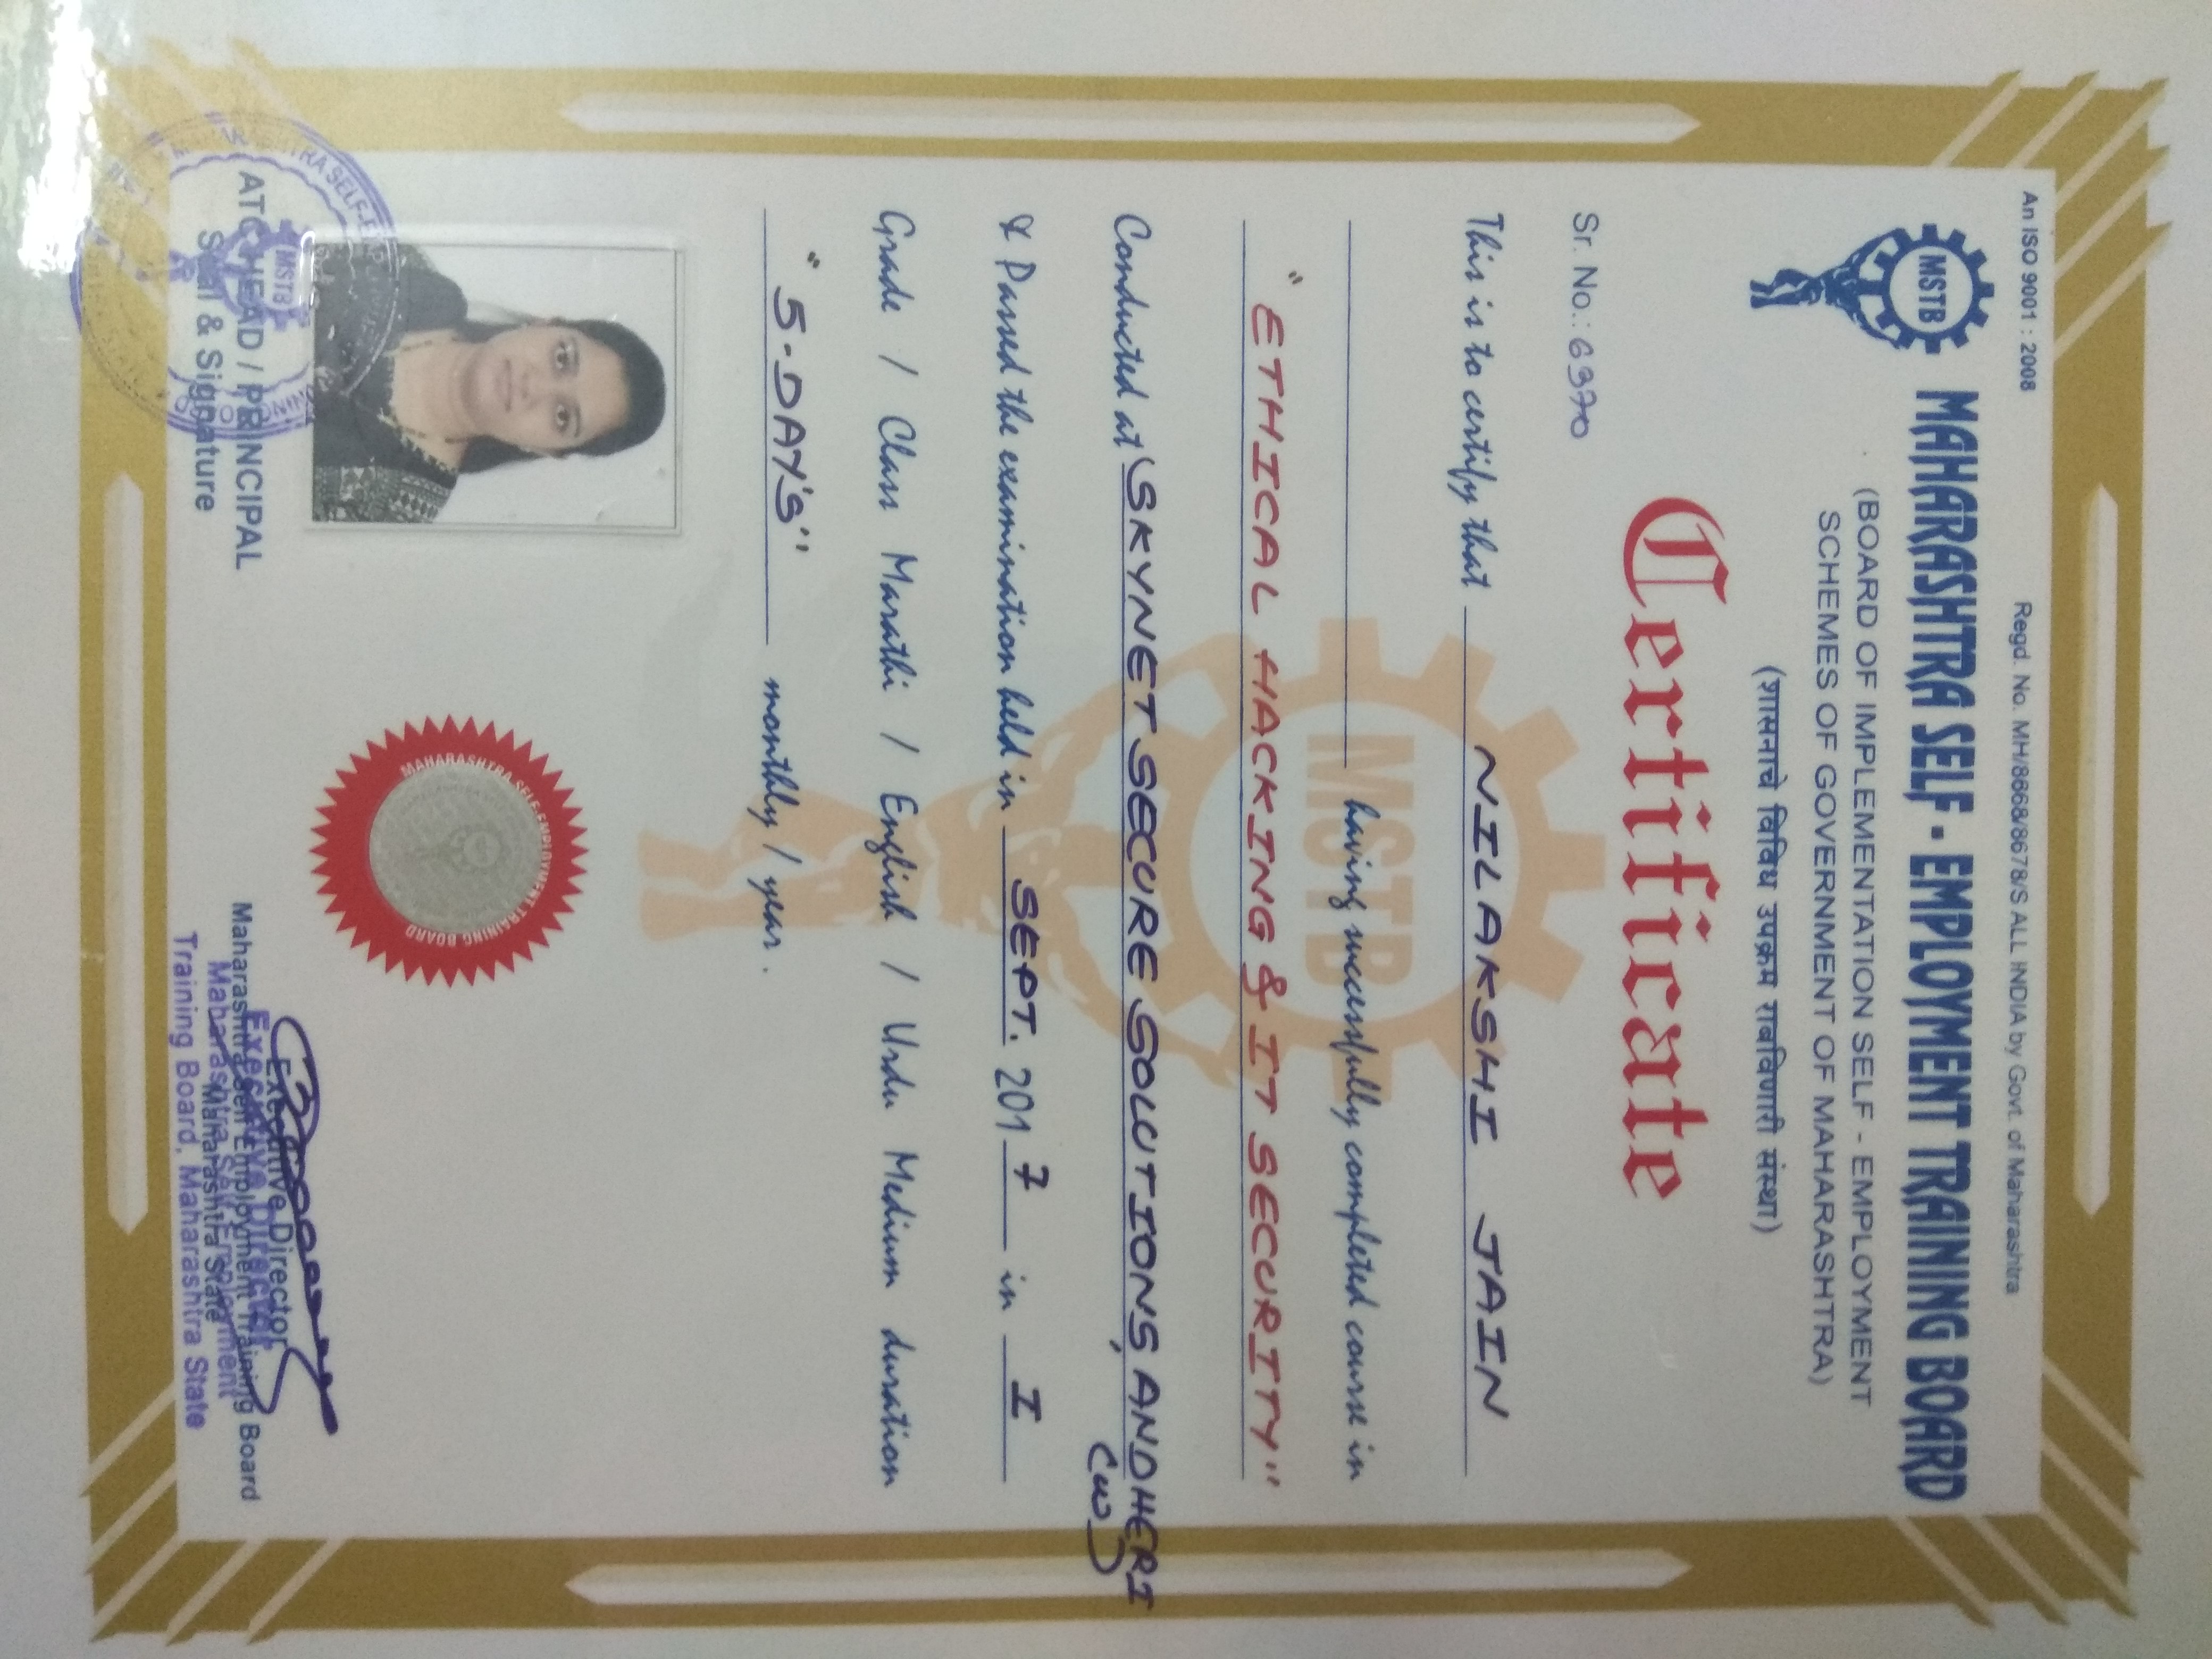 An ISO 9001 : 2008
Regd. No. MH/8668/8678/S ALL INDIA by Govt. of Maharashtra
MSTB
MAHARASHTRA SELF - EMPLOYMENT TRAINING BOARD
(BOARD OF IMPLEMENTATION SELF - EMPLOYMENT
SCHEMES OF GOVERNMENT OF MAHARASHTRA)
(शासनाचे विविध उपक्रम राबविणारी संस्था)
Certificate
Sr. No.: 6370
This is to certify that NILAKSHI JAIN
MSTB
having successfully completed course in
"ETHICAL HACKING & IT SECURITY"
Conducted at SKYNET SECURE SOLUTIONS, ANDHERI
(W)
& Passed the examination held in SEPT. 2017 in I
Grade / Class Marathi / English / Urdu Medium duration
"5-DAY'S" monthly / year.
MAHARASHTRA SELF-EMPLOYMENT TRAINING BOARD
MSTB
ATC HEAD / PRINCIPAL
Seal & Signature
Executive Director
Maharashtra Self Employment Training Board
Maharashtra State
Executive Director
Maharashtra Self-Employment
Training Board, Maharashtra State